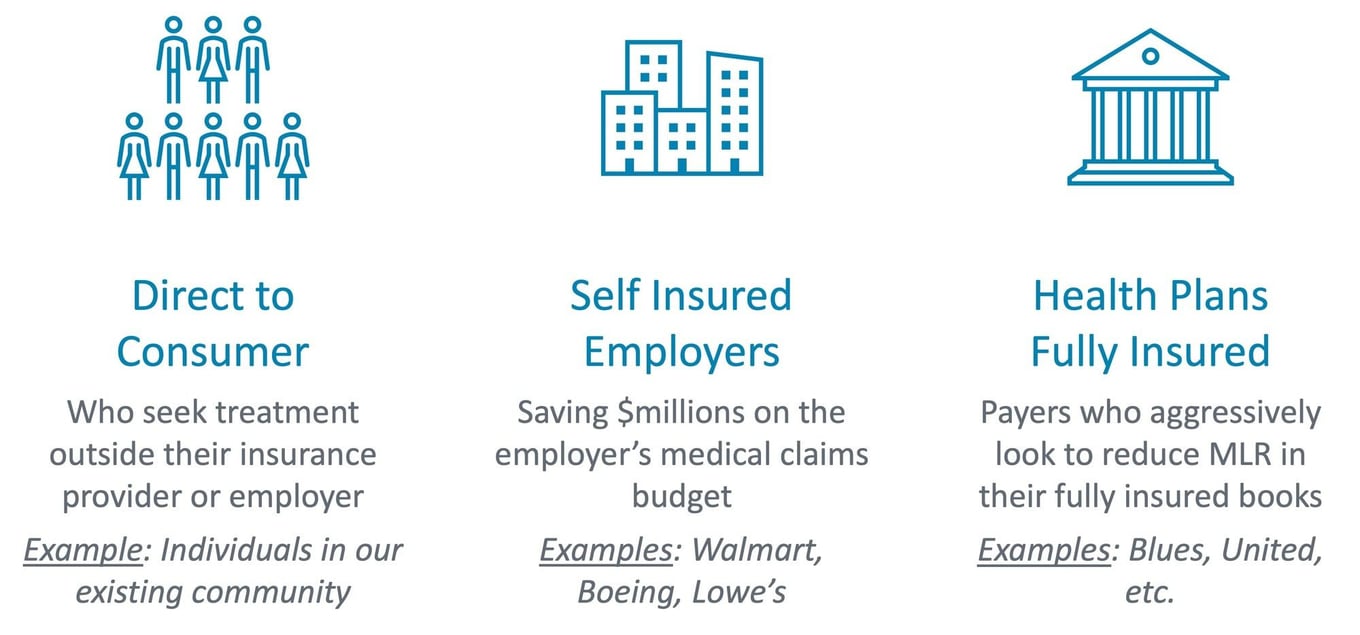 Direct to
Consumer
Who seek treatment
outside their insurance
provider or employer
Example: Individuals in our
existing community
Self Insured
Employers
Saving $millions on the
employer’s medical claims
budget
Examples: Walmart,
Boeing, Lowe’s
Health Plans
Fully Insured
Payers who aggressively
look to reduce MLR in
their fully insured books
Examples: Blues, United,
etc.